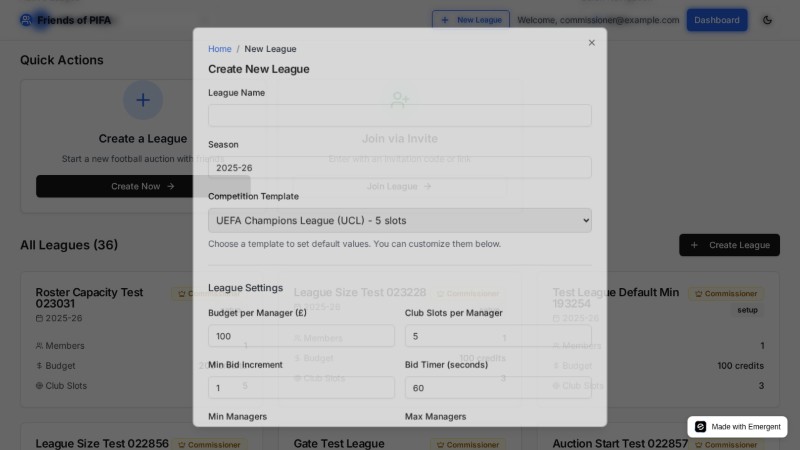 Friends of PIFA
New League
Welcome, commissioner@example.com
Dashboard
Quick Actions
Create a League
Start a new football auction with friends
Create Now
Join via Invite
Enter with an invitation code or link
Join League
Home / New League
Create New League
League Name
Season
2025-26
Competition Template
UEFA Champions League (UCL) - 5 slots
Choose a template to set default values. You can customize them below.
League Settings
Budget per Manager (£)
100
Club Slots per Manager
5
Min Bid Increment
1
Bid Timer (seconds)
60
Min Managers
Max Managers
All Leagues (36)
Create League
Roster Capacity Test
023031
Commissioner
2025-26
Members
1
Budget
Club Slots
5
League Size Test 023228
Commissioner
2025-26
Members
1
Budget
100 credits
Club Slots
3
Test League Default Min
193254
Commissioner
setup
2025-26
Members
1
Budget
100 credits
Club Slots
3
League Size Test 022856
Commissioner
Gate Test League
Commissioner
Auction Start Test 022857
Commissioner
Made with Emergent